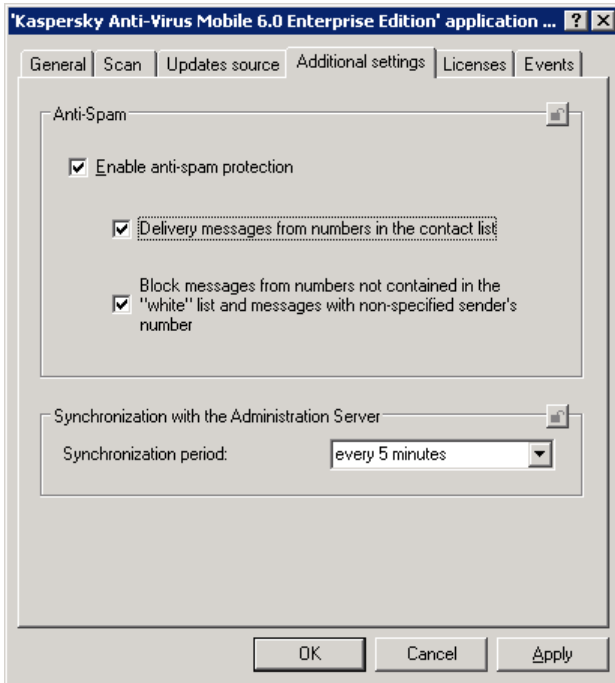 'Kaspersky Anti-Virus Mobile 6.0 Enterprise Edition' application ...
General Scan Updates source Additional settings Licenses Events
Anti-Spam
Enable anti-spam protection
Delivery messages from numbers in the contact list
Block messages from numbers not contained in the
"white" list and messages with non-specified sender's
number
Synchronization with the Administration Server
Synchronization period: every 5 minutes
OK Cancel Apply